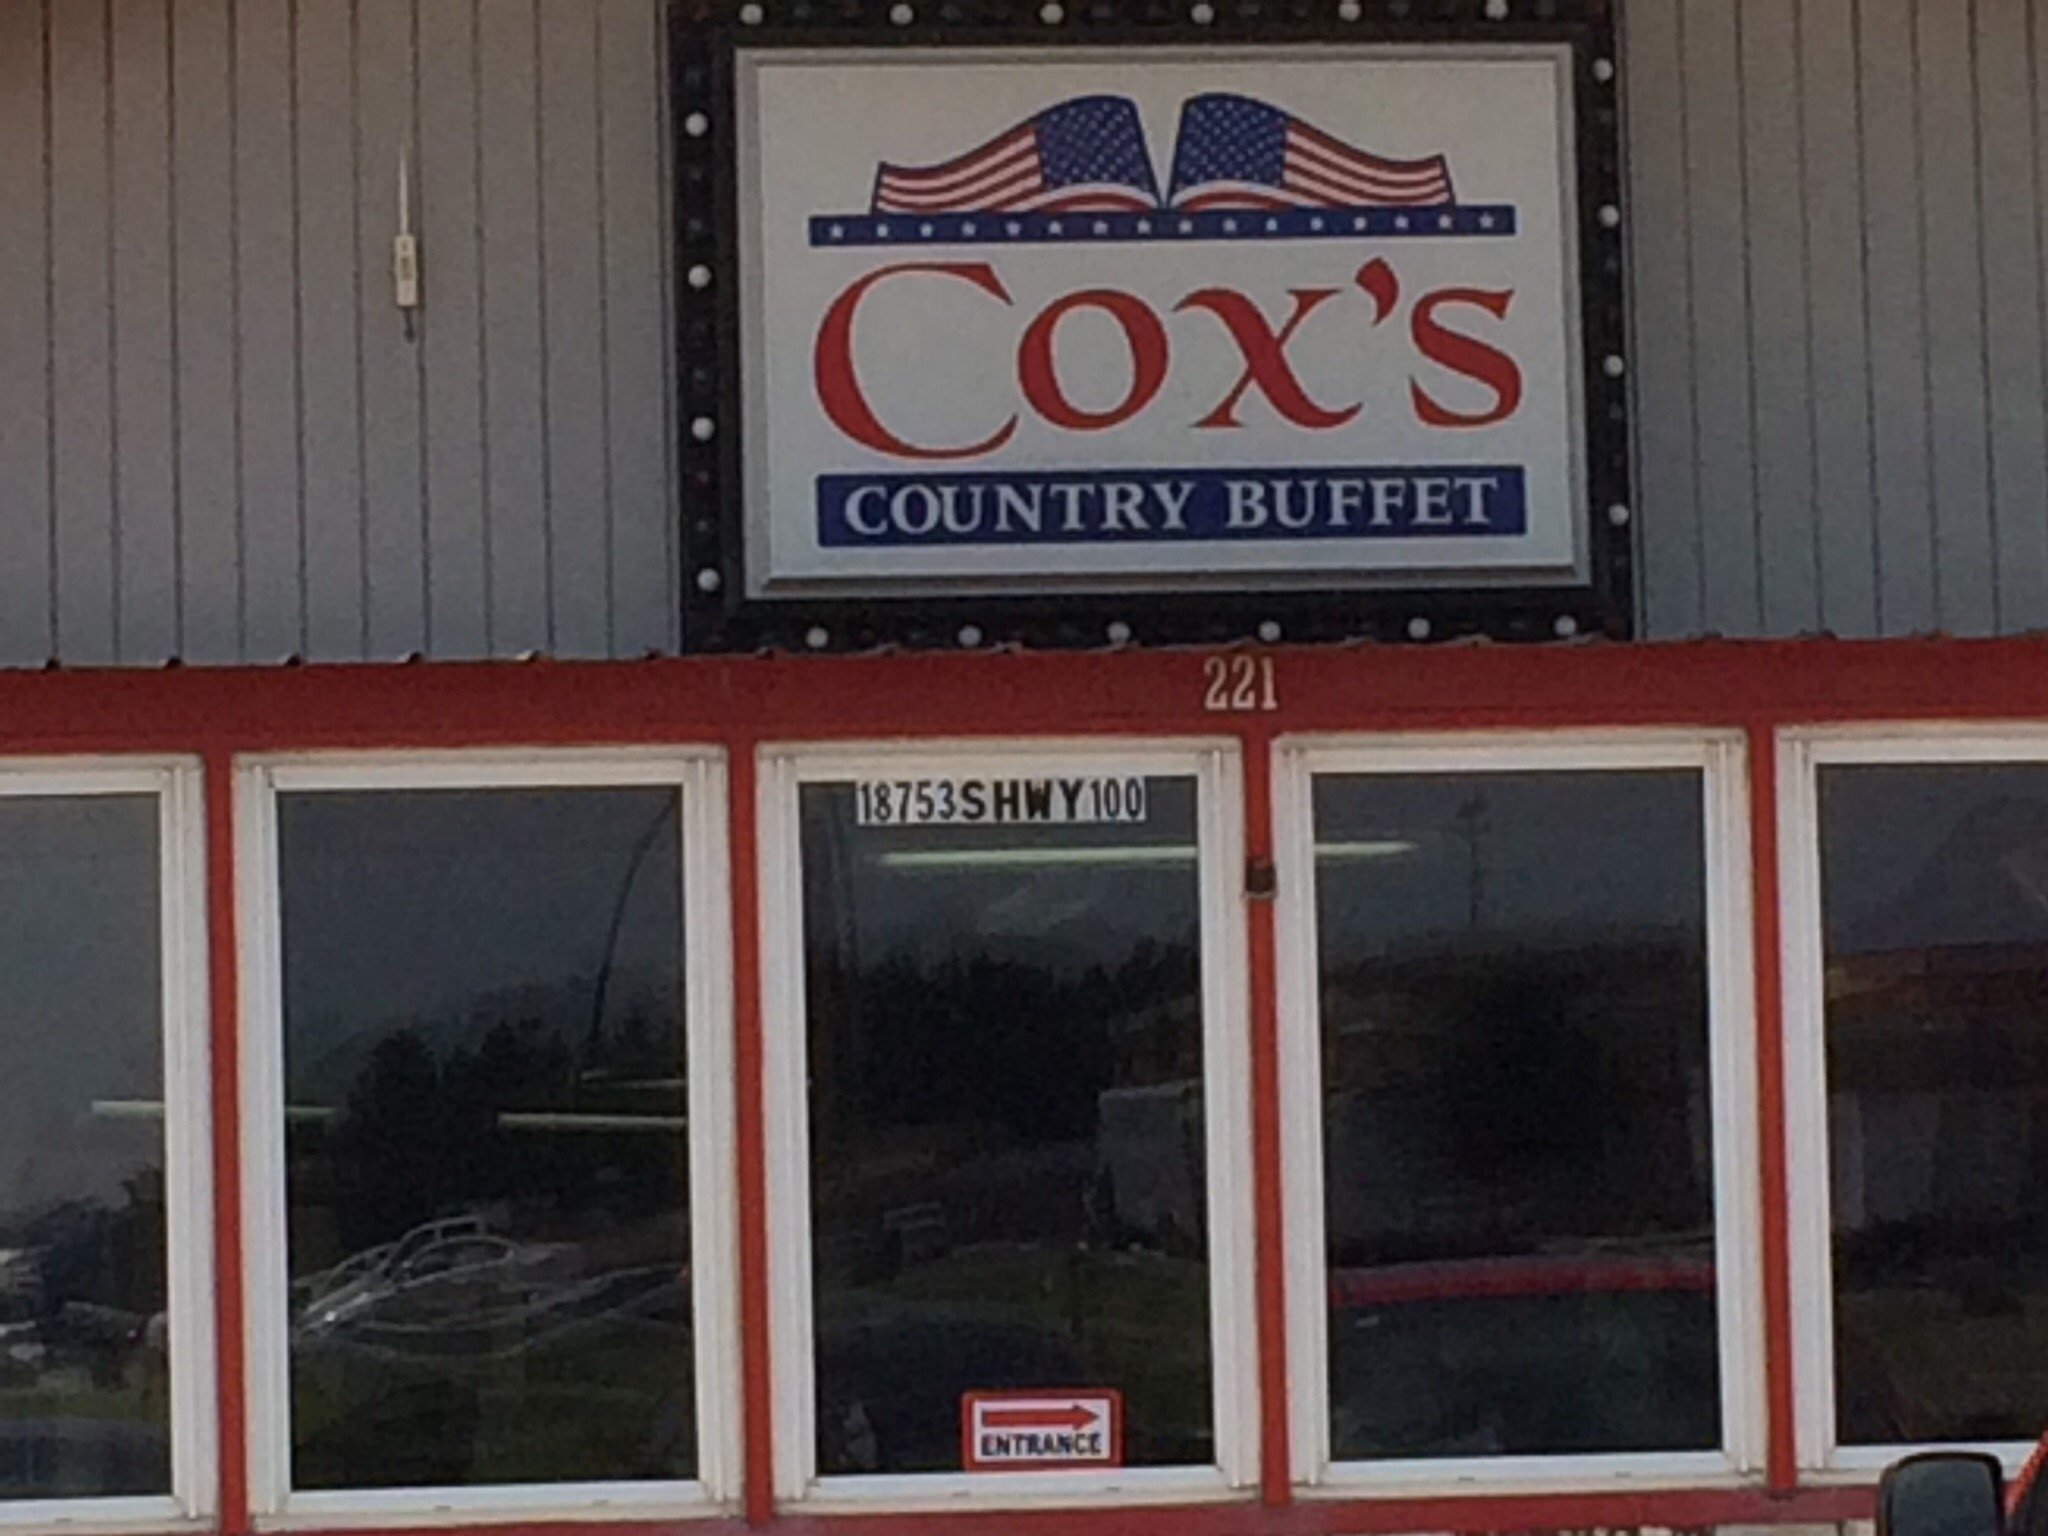 Cox's
COUNTRY BUFFET
221
18753SHWY100
ENTRANCE